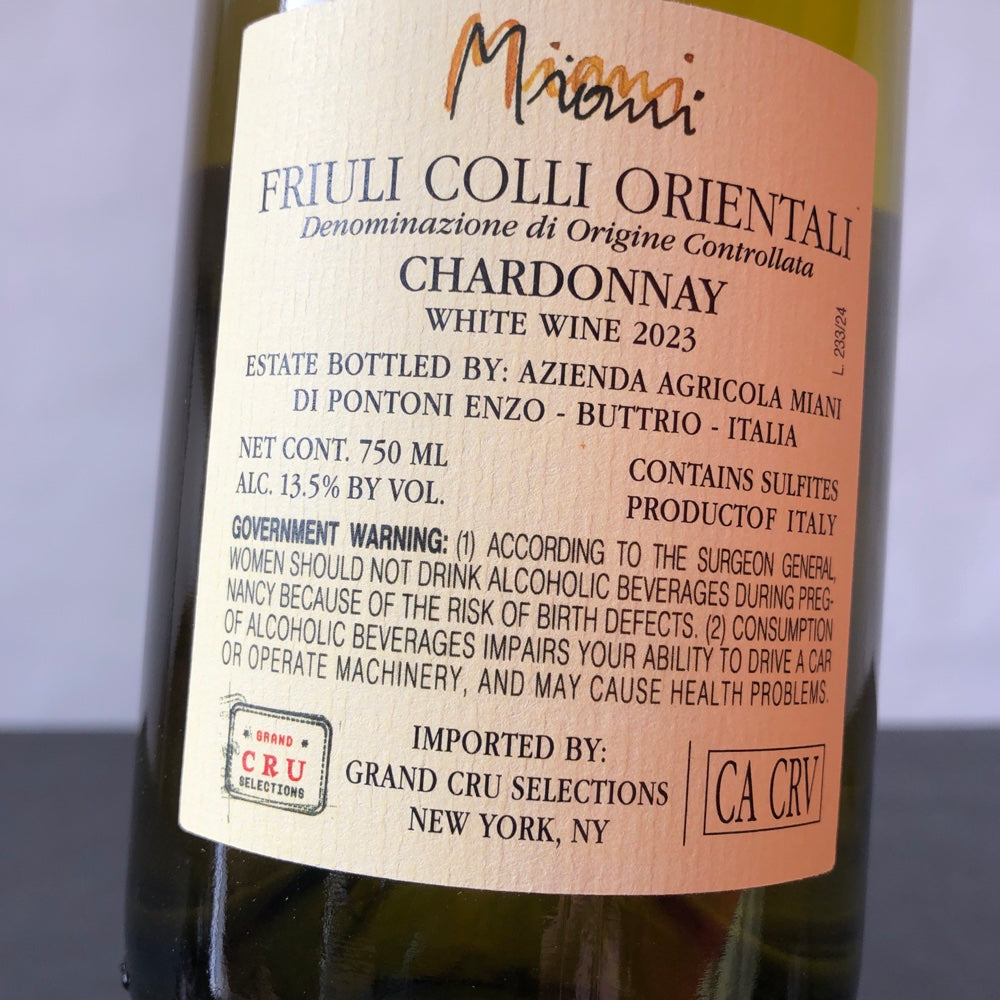 Miani
FRIULI COLLI ORIENTALI
Denominazione di Origine Controllata
CHARDONNAY
WHITE WINE 2023
L. 233/24
ESTATE BOTTLED BY: AZIENDA AGRICOLA MIANI
DI PONTONI ENZO - BUTTRIO - ITALIA
NET CONT. 750 ML
ALC. 13.5% BY VOL.
CONTAINS SULFITES
PRODUCTOF ITALY
GOVERNMENT WARNING: (1) ACCORDING TO THE SURGEON GENERAL,
WOMEN SHOULD NOT DRINK ALCOHOLIC BEVERAGES DURING PREG-
NANCY BECAUSE OF THE RISK OF BIRTH DEFECTS. (2) CONSUMPTION
OF ALCOHOLIC BEVERAGES IMPAIRS YOUR ABILITY TO DRIVE A CAR
OR OPERATE MACHINERY, AND MAY CAUSE HEALTH PROBLEMS.
GRAND
CRU
SELECTIONS
IMPORTED BY:
GRAND CRU SELECTIONS
NEW YORK, NY
CA CRV